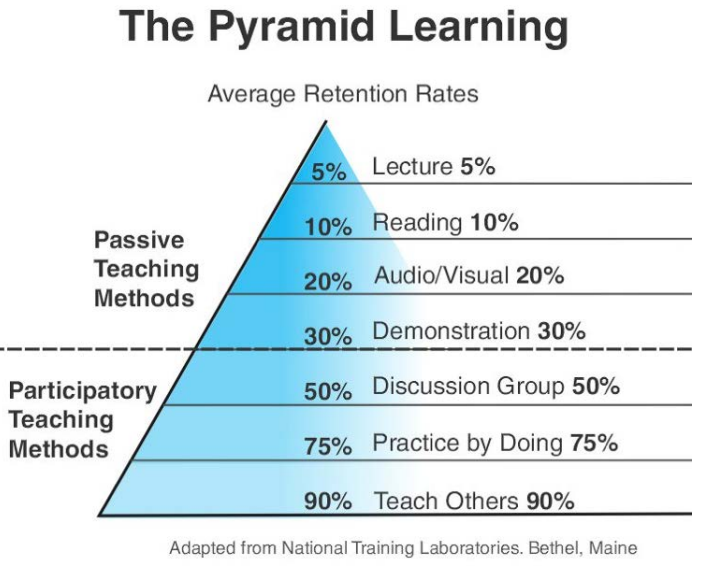 The Pyramid Learning
Average Retention Rates
5% Lecture 5%
10% Reading 10%
Passive
Teaching
Methods
20% Audio/Visual 20%
30% Demonstration 30%
Participatory
Teaching
Methods
50% Discussion Group 50%
75% Practice by Doing 75%
90% Teach Others 90%
Adapted from National Training Laboratories. Bethel, Maine